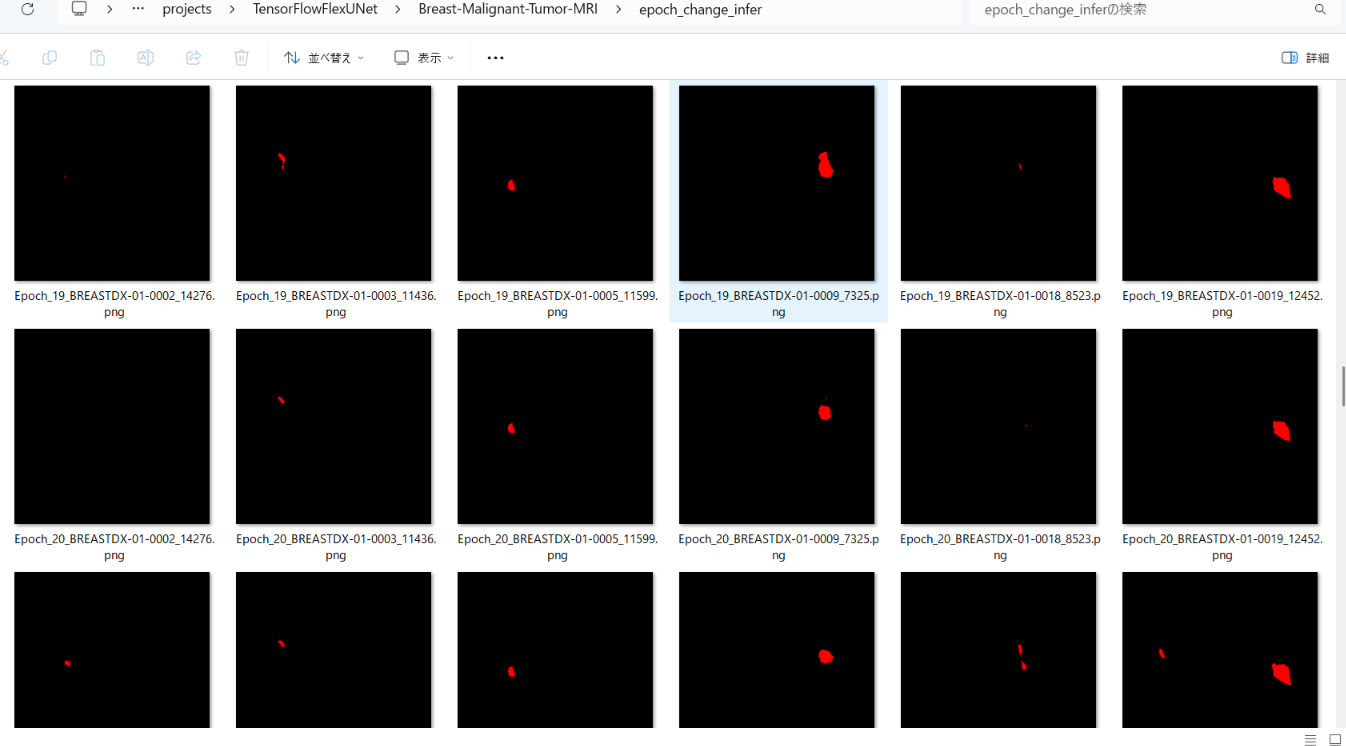 projects > TensorFlowFlexUNet > Breast-Malignant-Tumor-MRI > epoch_change_infer
epoch_change_inferの検索
並べ替え
表示
詳細
Epoch_19_BREASTDX-01-0002_14276.
png
Epoch_19_BREASTDX-01-0003_11436.
png
Epoch_19_BREASTDX-01-0005_11599.
png
Epoch_19_BREASTDX-01-0009_7325.p
ng
Epoch_19_BREASTDX-01-0018_8523.p
ng
Epoch_19_BREASTDX-01-0019_12452.
png
Epoch_20_BREASTDX-01-0002_14276.
png
Epoch_20_BREASTDX-01-0003_11436.
png
Epoch_20_BREASTDX-01-0005_11599.
png
Epoch_20_BREASTDX-01-0009_7325.p
ng
Epoch_20_BREASTDX-01-0018_8523.p
ng
Epoch_20_BREASTDX-01-0019_12452.
png